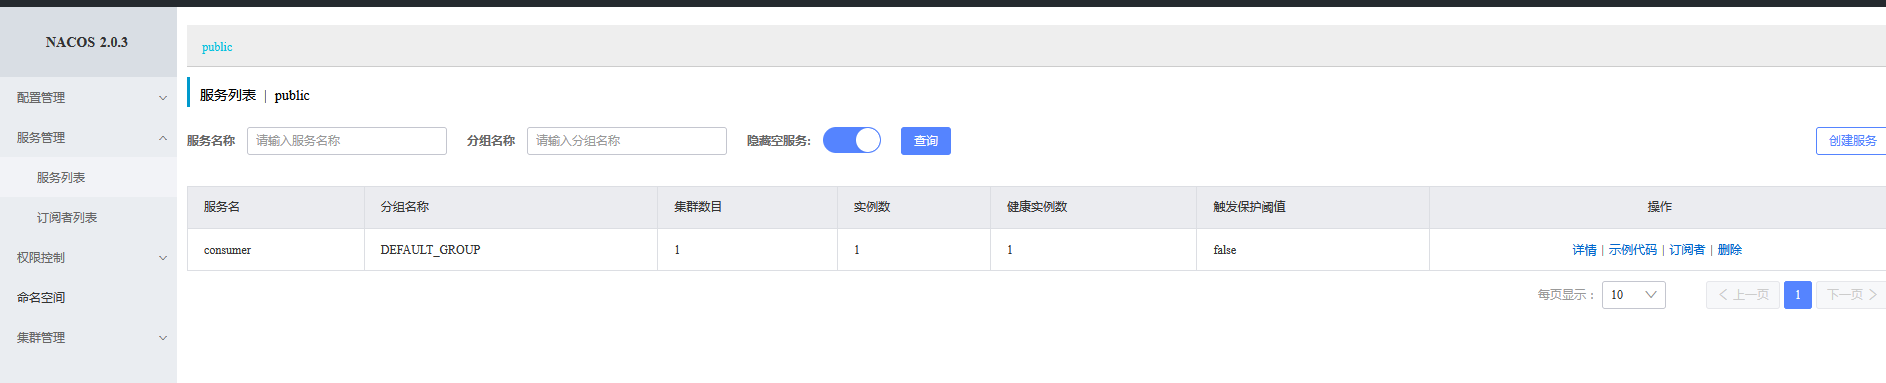 NACOS 2.0.3
public
配置管理
服务列表 | public
服务管理
服务名称 请输入服务名称 分组名称 请输入分组名称 隐藏空服务: 查询 创建服务
服务列表
订阅者列表
服务名 分组名称 集群数目 实例数 健康实例数 触发保护阈值 操作
consumer DEFAULT_GROUP 1 1 1 false 详情 | 示例代码 | 订阅者 | 删除
权限控制
命名空间
每页显示: 10 上一页 1 下一页
集群管理